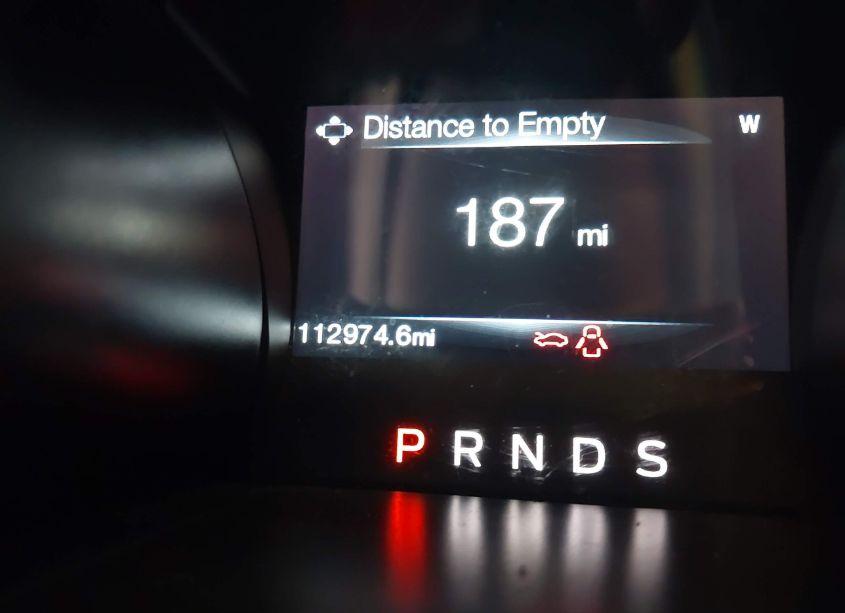 Distance to Empty W
187 mi
112974.6mi
P R N D S